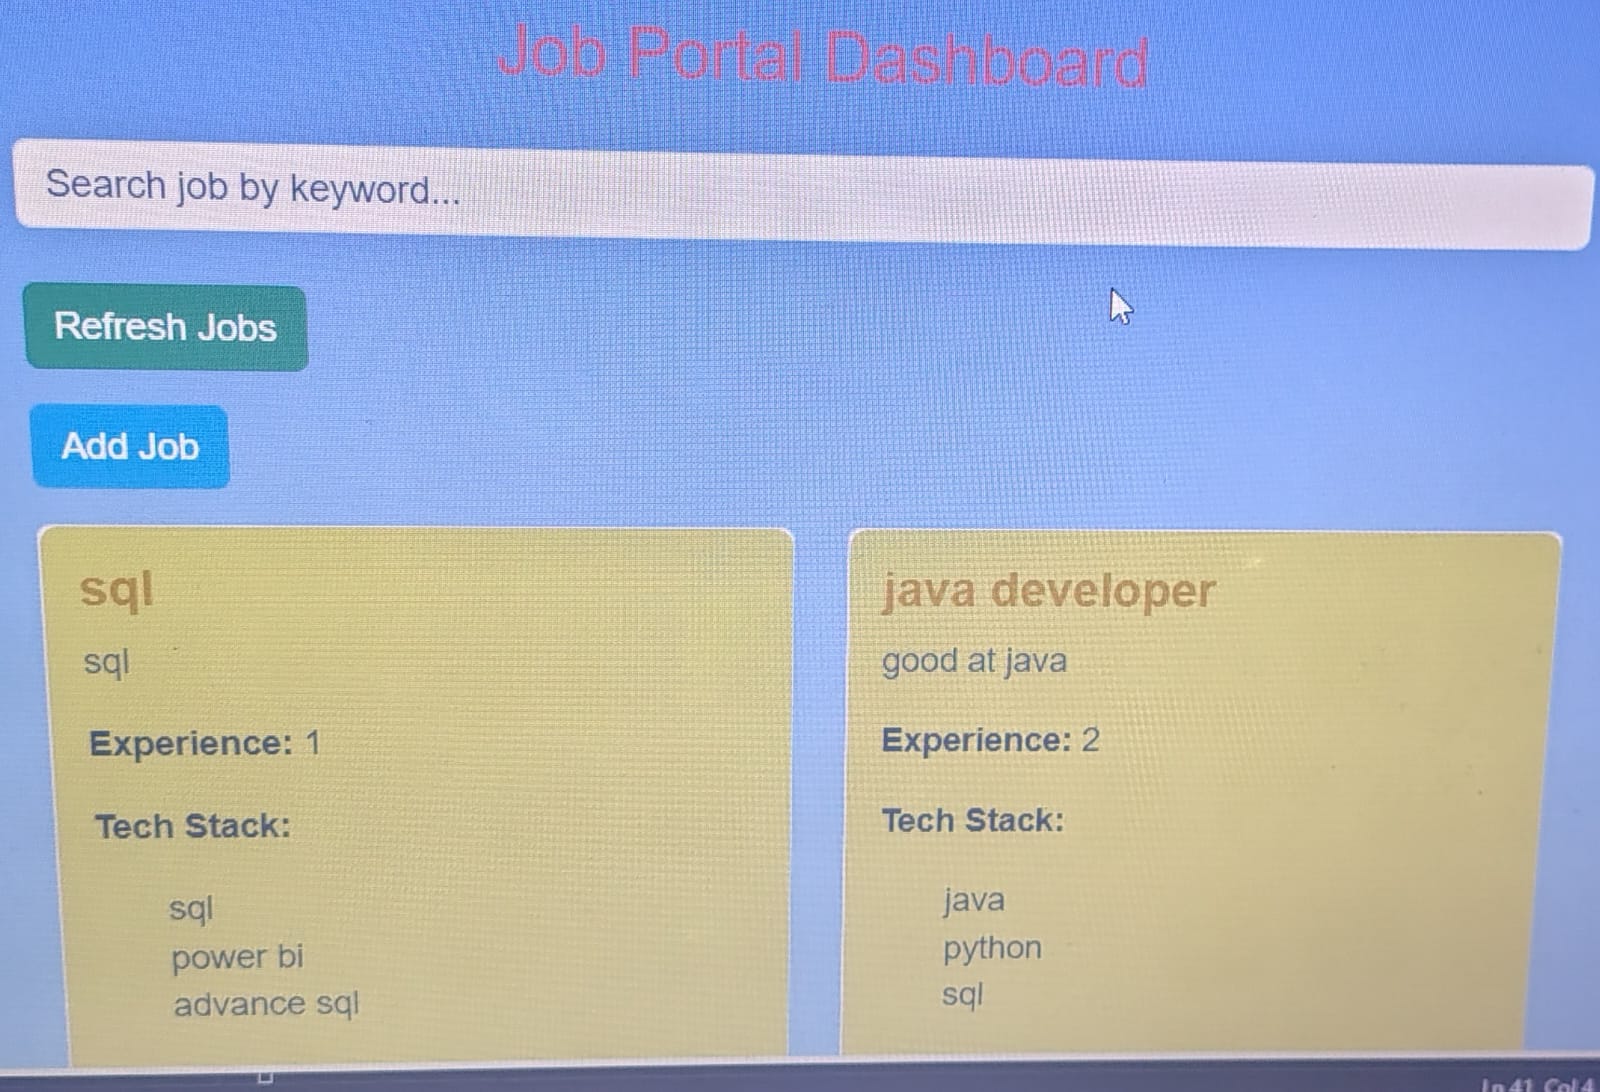 Job Portal Dashboard
Search job by keyword...
Refresh Jobs
Add Job
sql
sql
Experience: 1
Tech Stack:
sql
power bi
advance sql
java developer
good at java
Experience: 2
Tech Stack:
java
python
sql
Ln 41, Col 4